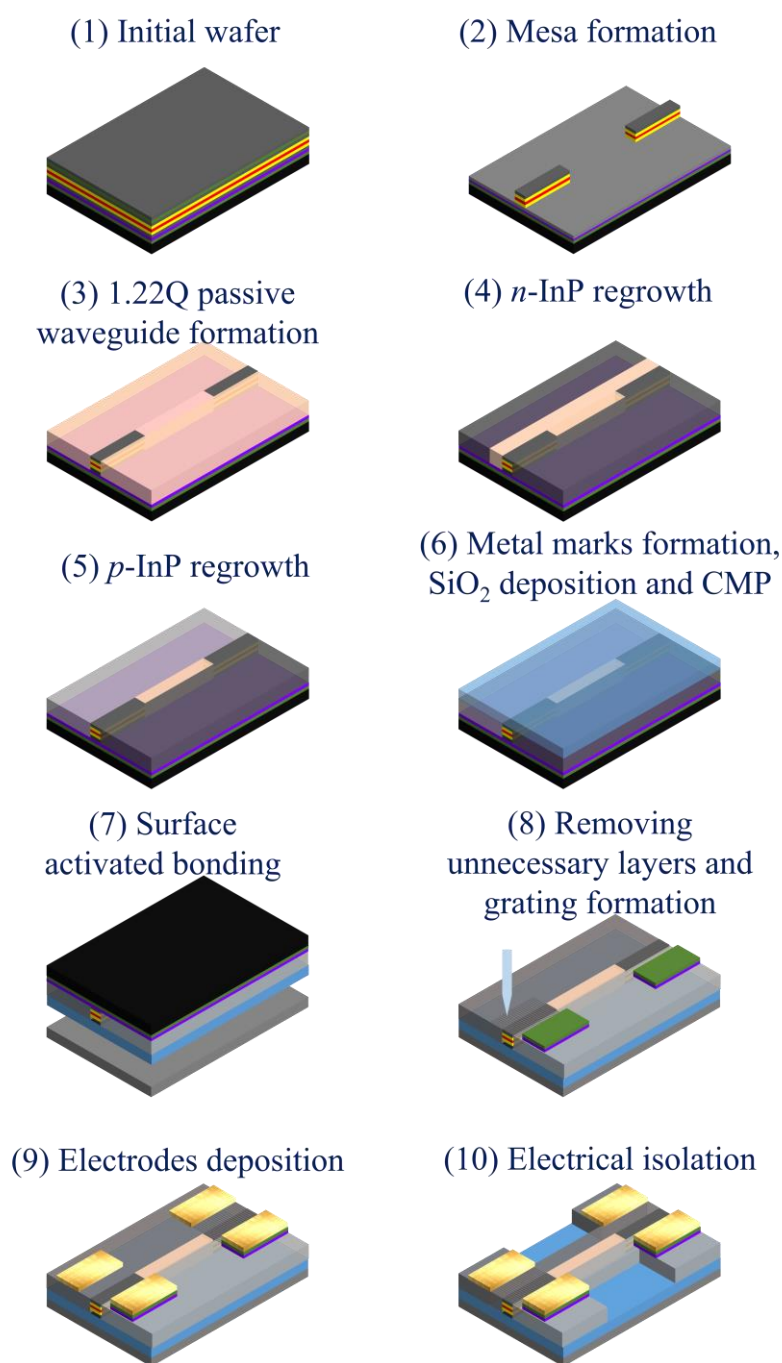 (1) Initial wafer
(2) Mesa formation
(3) 1.22Q passive
waveguide formation
(4) n-InP regrowth
(5) p-InP regrowth
(6) Metal marks formation,
SiO₂ deposition and CMP
(7) Surface
activated bonding
(8) Removing
unnecessary layers and
grating formation
(9) Electrodes deposition
(10) Electrical isolation